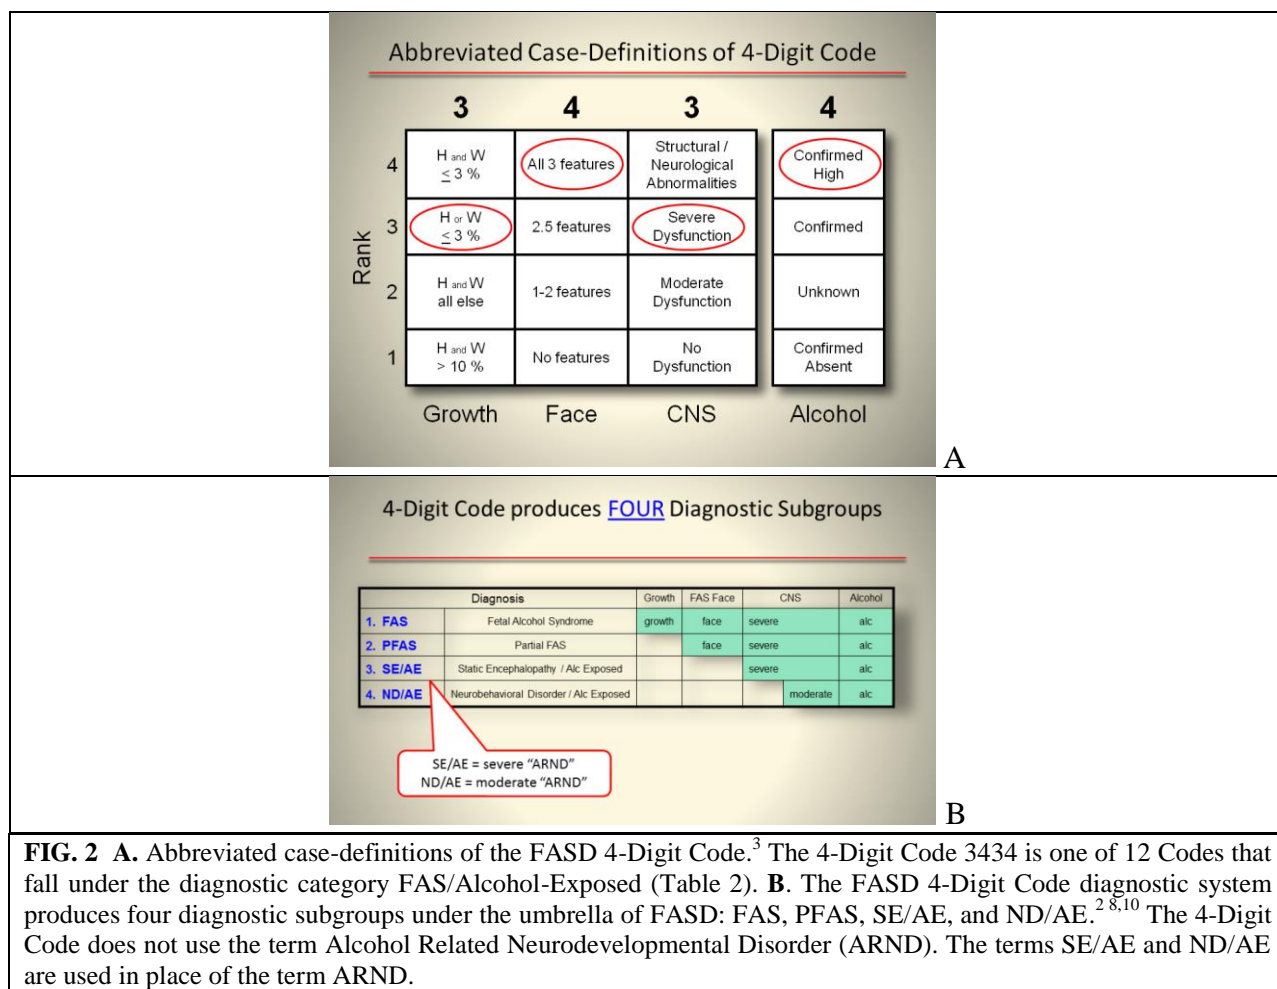 Abbreviated Case-Definitions of 4-Digit Code
3 4 3 4
Rank
4
H and W
≤ 3 %
All 3 features
Structural /
Neurological
Abnormalities
Confirmed
High
3
H or W
≤ 3 %
2.5 features
Severe
Dysfunction
Confirmed
2
H and W
all else
1-2 features
Moderate
Dysfunction
Unknown
1
H and W
> 10 %
No features
No
Dysfunction
Confirmed
Absent
Growth Face CNS Alcohol
A
4-Digit Code produces FOUR Diagnostic Subgroups
Diagnosis Growth FAS Face CNS Alcohol
1. FAS Fetal Alcohol Syndrome growth face severe alc
2. PFAS Partial FAS face severe alc
3. SE/AE Static Encephalopathy / Alc Exposed severe alc
4. ND/AE Neurobehavioral Disorder / Alc Exposed moderate alc
SE/AE = severe “ARND”
ND/AE = moderate “ARND”
B
FIG. 2 A. Abbreviated case-definitions of the FASD 4-Digit Code.3 The 4-Digit Code 3434 is one of 12 Codes that
fall under the diagnostic category FAS/Alcohol-Exposed (Table 2). B. The FASD 4-Digit Code diagnostic system
produces four diagnostic subgroups under the umbrella of FASD: FAS, PFAS, SE/AE, and ND/AE.2 8,10 The 4-Digit
Code does not use the term Alcohol Related Neurodevelopmental Disorder (ARND). The terms SE/AE and ND/AE
are used in place of the term ARND.